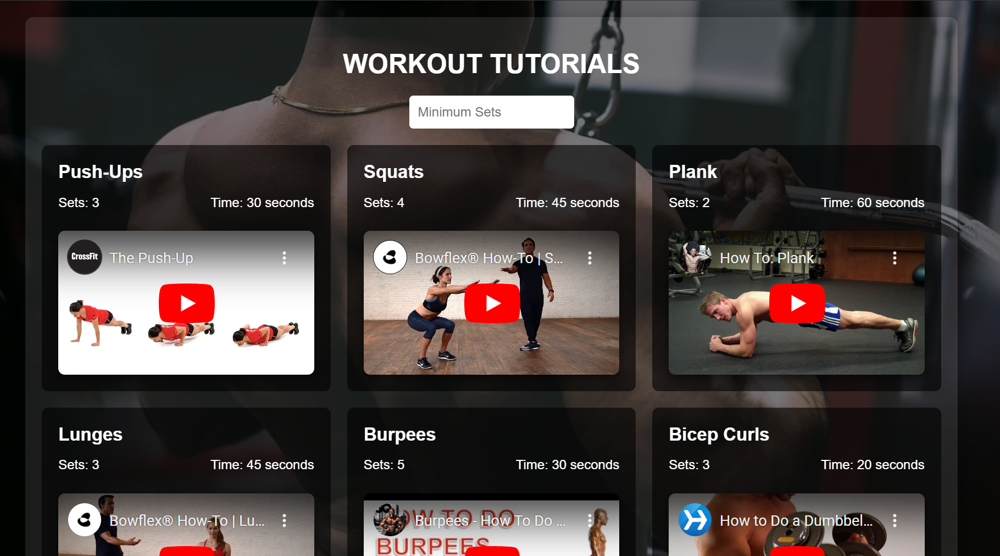 WORKOUT TUTORIALS
Minimum Sets
Push-Ups
Sets: 3
Time: 30 seconds
CrossFit
The Push-Up
Squats
Sets: 4
Time: 45 seconds
Bowflex® How-To | S...
Plank
Sets: 2
Time: 60 seconds
How To: Plank
Lunges
Sets: 3
Time: 45 seconds
Bowflex® How-To | Lu...
Burpees
Sets: 5
Time: 30 seconds
Burpees - How To Do ...
HOW TO DO
BURPEES
Bicep Curls
Sets: 3
Time: 20 seconds
How to Do a Dumbbel...